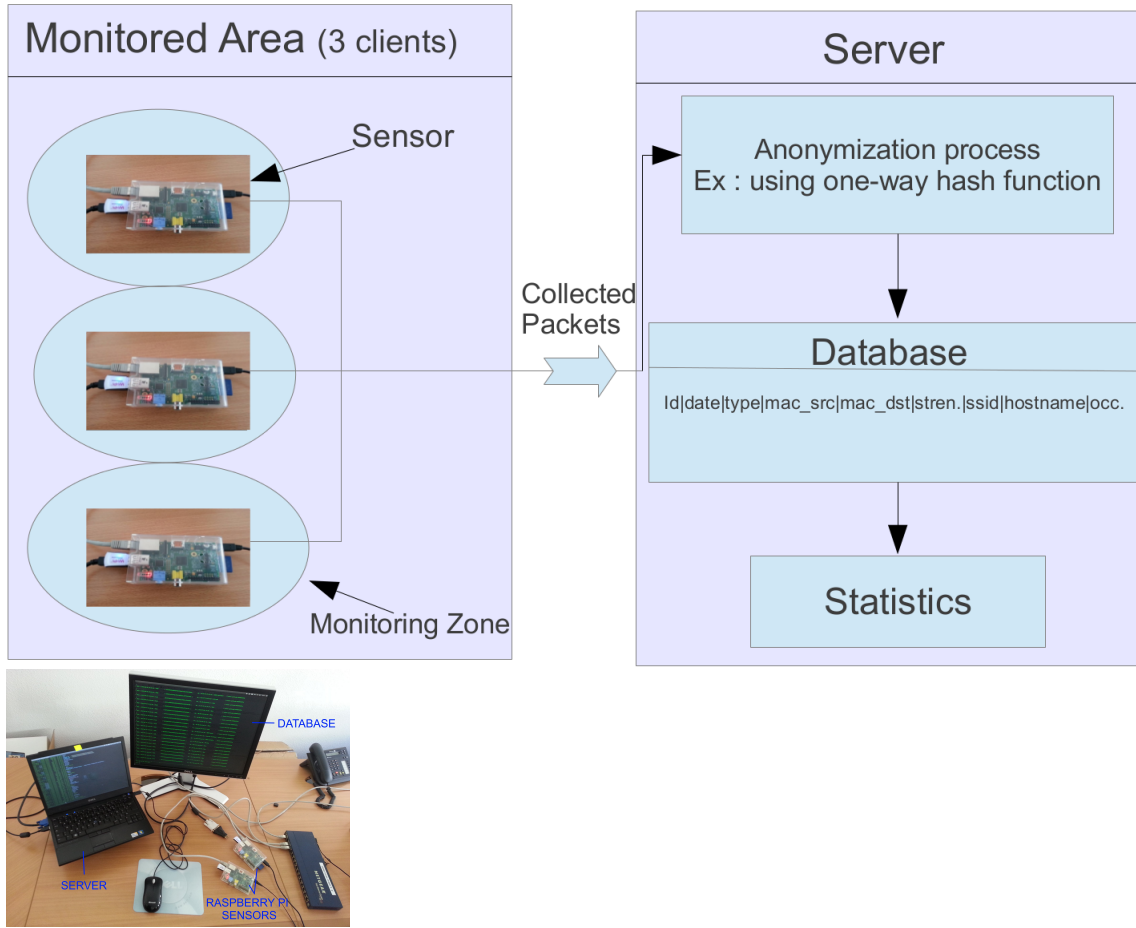 Monitored Area (3 clients)
Sensor
Monitoring Zone
Collected
Packets
Server
Anonymization process
Ex : using one-way hash function
Database
Id|date|type|mac_src|mac_dst|stren.|ssid|hostname|occ.
Statistics
DATABASE
SERVER
RASPBERRY PI
SENSORS
NETGEAR